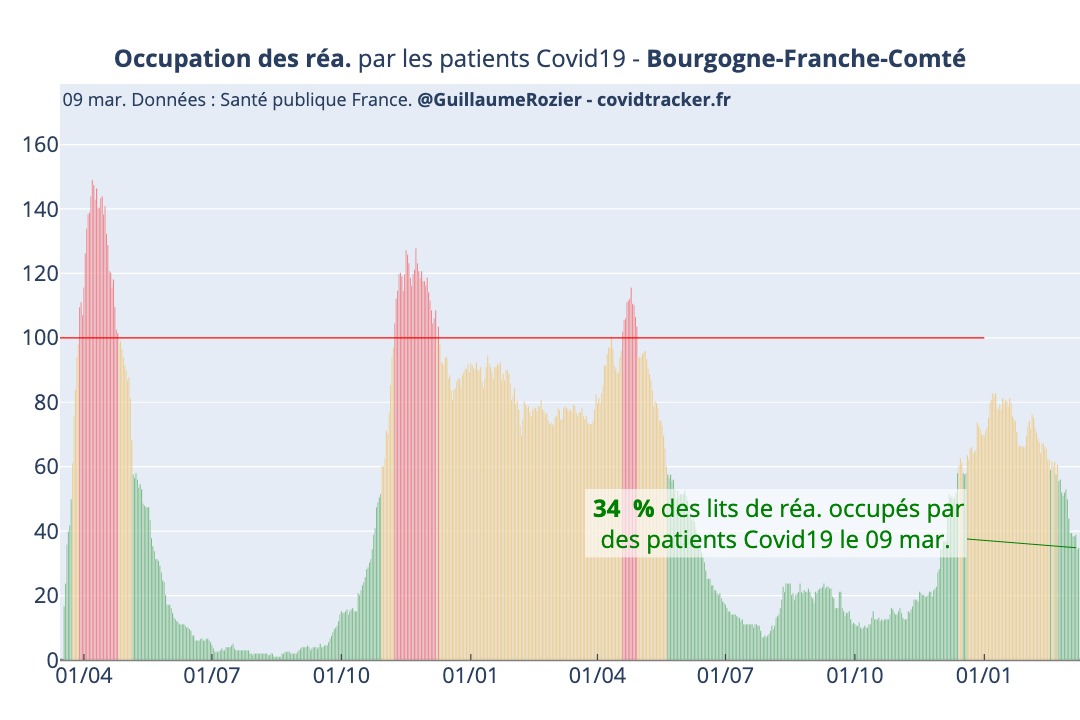 Occupation des réa. par les patients Covid19 - Bourgogne-Franche-Comté
09 mar. Données : Santé publique France. @GuillaumeRozier - covidtracker.fr
160
140
120
100
80
60
40
20
0
34 % des lits de réa. occupés par
des patients Covid19 le 09 mar.
01/04 01/07 01/10 01/01 01/04 01/07 01/10 01/01